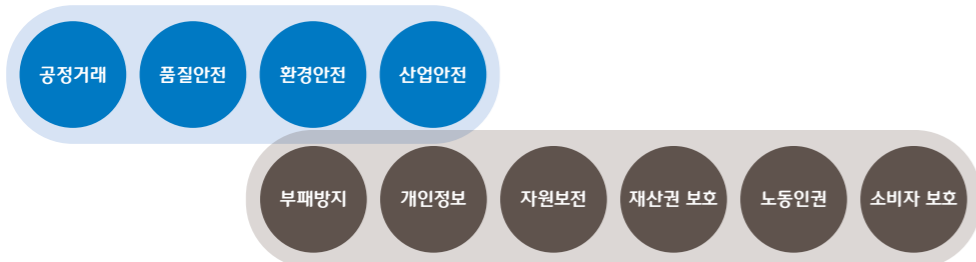 공정거래
품질안전
환경안전
산업안전
부패방지
개인정보
자원보전
재산권 보호
노동인권
소비자 보호